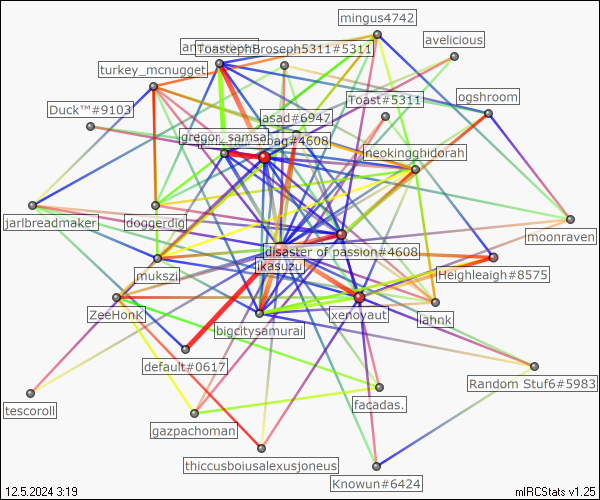 mingus4742
ToastephBroseph5311#5311
avelicious
turkey_mcnugget
Duck™#9103
Toast#5311
ogshroom
asad#6947
gregor_samsa
bag#4608
neokingghidorah
jarlbreadmaker
doggerdigi
moonraven
disaster of passion#4608
ikasuzu
mukszi
Heighleagh#8575
ZeeHonK
xenoyaut
lahnk
bigcitysamurai
default#0617
Random Stuf6#5983
tescoroll
facadas.
gazpachoman
thiccusboiusalexusjoneus
Knowun#6424
12.5.2024 3:19
mIRCStats v1.25